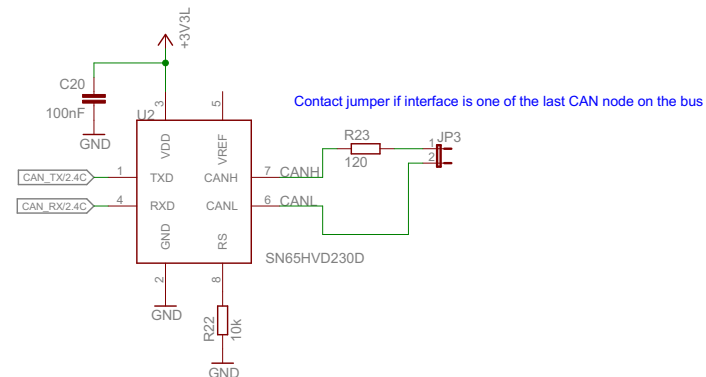 +3V3L
C20
100nF
GND
3
5
U2
VDD
VREF
Contact jumper if interface is one of the last CAN node on the bus
R23
120
1
2
JP3
CAN_TX/2.4C
1
TXD
CANH
7
CANH
CAN_RX/2.4C
4
RXD
CANL
6
CANL
GND
RS
SN65HVD230D
2
8
GND
R22
10k
GND